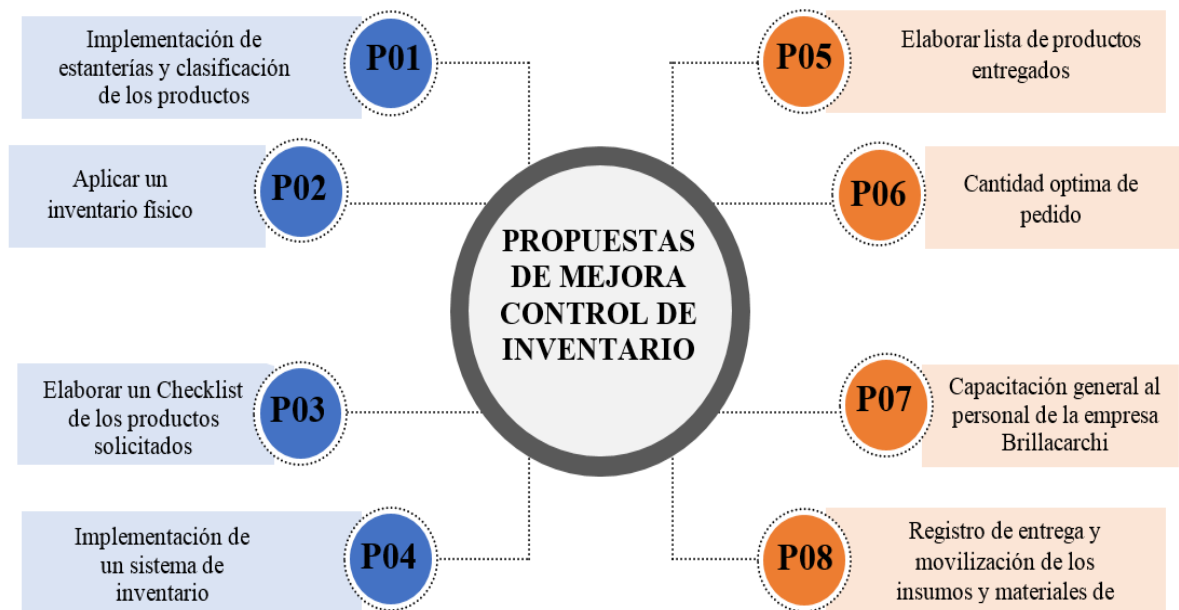 P01
Implementación de
estanterías y clasificación
de los productos
P02
Aplicar un
inventario físico
P03
Elaborar un Checklist
de los productos
solicitados
P04
Implementación de
un sistema de
inventario
PROPUESTAS
DE MEJORA
CONTROL DE
INVENTARIO
P05
Elaborar lista de productos
entregados
P06
Cantidad optima de
pedido
P07
Capacitación general al
personal de la empresa
Brillacarchi
P08
Registro de entrega y
movilización de los
insumos y materiales de